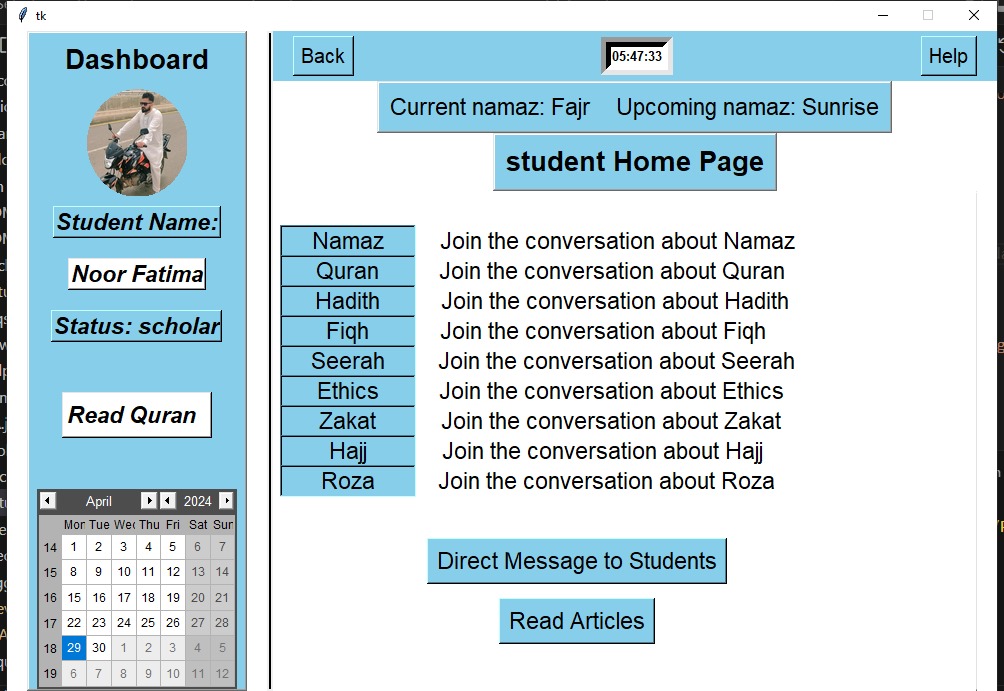 tk
Dashboard
Student Name:
Noor Fatima
Status: scholar
Read Quran
April 2024
Mon Tue Wed Thu Fri Sat Sun
14 1 2 3 4 5 6 7
15 8 9 10 11 12 13 14
16 15 16 17 18 19 20 21
17 22 23 24 25 26 27 28
18 29 30 1 2 3 4 5
19 6 7 8 9 10 11 12
Back 05:47:33 Help
Current namaz: Fajr Upcoming namaz: Sunrise
student Home Page
Namaz Join the conversation about Namaz
Quran Join the conversation about Quran
Hadith Join the conversation about Hadith
Fiqh Join the conversation about Fiqh
Seerah Join the conversation about Seerah
Ethics Join the conversation about Ethics
Zakat Join the conversation about Zakat
Hajj Join the conversation about Hajj
Roza Join the conversation about Roza
Direct Message to Students
Read Articles